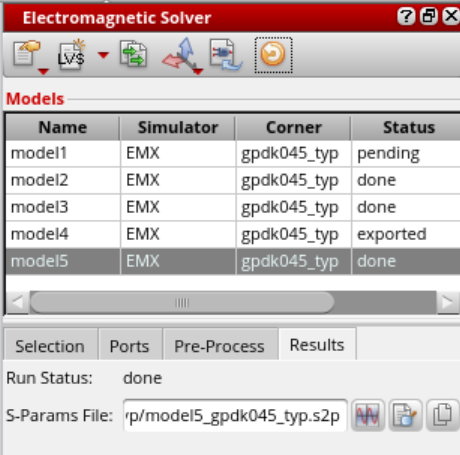 Electromagnetic Solver
LVS
Models
Name Simulator Corner Status
model1 EMX gpdk045_typ pending
model2 EMX gpdk045_typ done
model3 EMX gpdk045_typ done
model4 EMX gpdk045_typ exported
model5 EMX gpdk045_typ done
Selection Ports Pre-Process Results
Run Status: done
S-Params File: /p/model5_gpdk045_typ.s2p